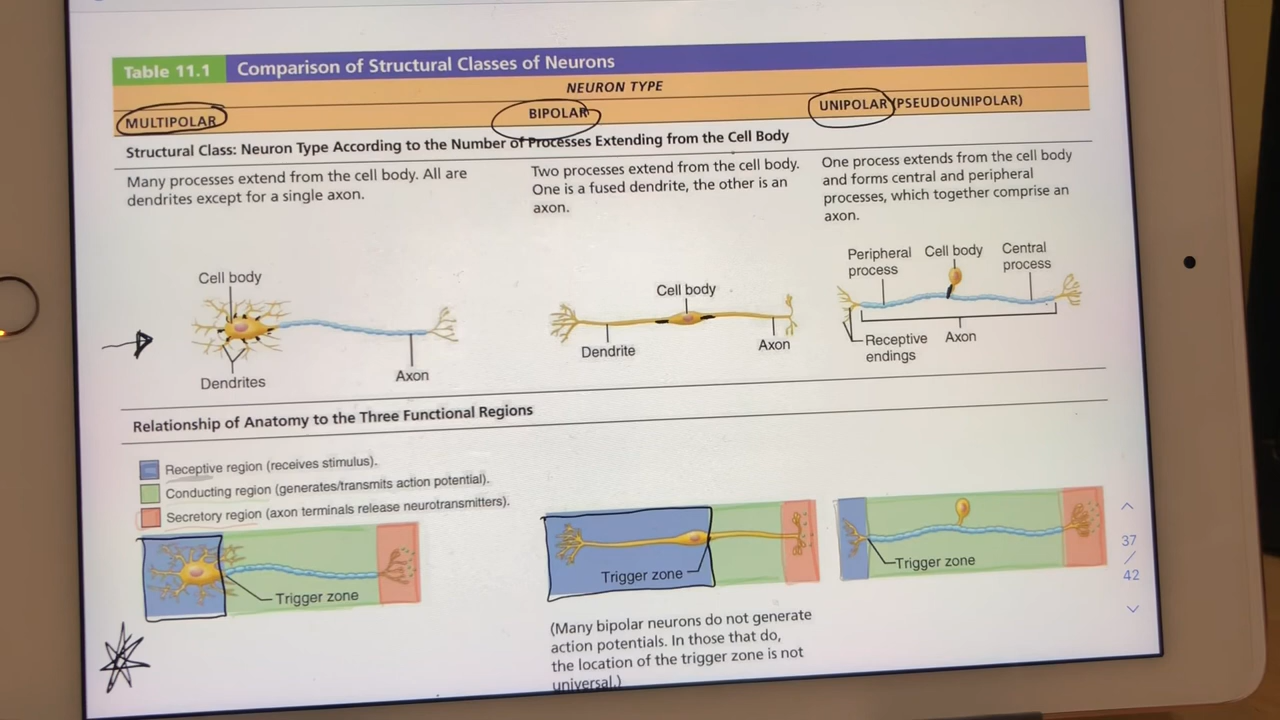 Table 11.1 Comparison of Structural Classes of Neurons
NEURON TYPE
MULTIPOLAR
BIPOLAR
UNIPOLAR (PSEUDOUNIPOLAR)
Structural Class: Neuron Type According to the Number of Processes Extending from the Cell Body
Many processes extend from the cell body. All are
dendrites except for a single axon.
Two processes extend from the cell body.
One is a fused dendrite, the other is an
axon.
One process extends from the cell body
and forms central and peripheral
processes, which together comprise an
axon.
Cell body
Dendrites
Axon
Cell body
Dendrite
Axon
Peripheral
process
Cell body
Central
process
Receptive
endings
Axon
Relationship of Anatomy to the Three Functional Regions
Receptive region (receives stimulus).
Conducting region (generates/transmits action potential).
Secretory region (axon terminals release neurotransmitters).
Trigger zone
Trigger zone
Trigger zone
(Many bipolar neurons do not generate
action potentials. In those that do,
the location of the trigger zone is not
universal.)
37
/
42